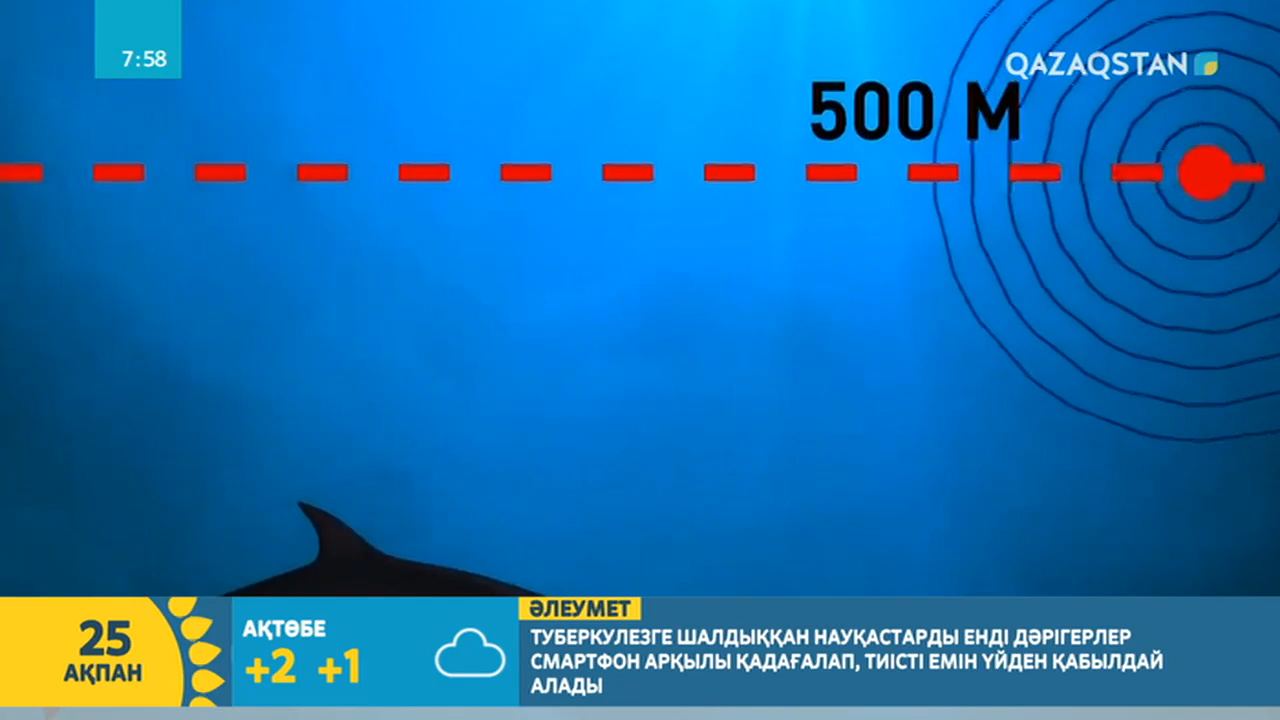 7:58
QAZAQSTAN
500 М
25
АҚПАН
АҚТӨБЕ
+2 +1
ӘЛЕУМЕТ
ТУБЕРКУЛЕЗГЕ ШАЛДЫҚҚАН НАУҚАСТАРДЫ ЕНДІ ДӘРІГЕРЛЕР
СМАРТФОН АРҚЫЛЫ ҚАДАҒАЛАП, ТИІСТІ ЕМІН ҮЙДЕН ҚАБЫЛДАЙ
АЛАДЫ